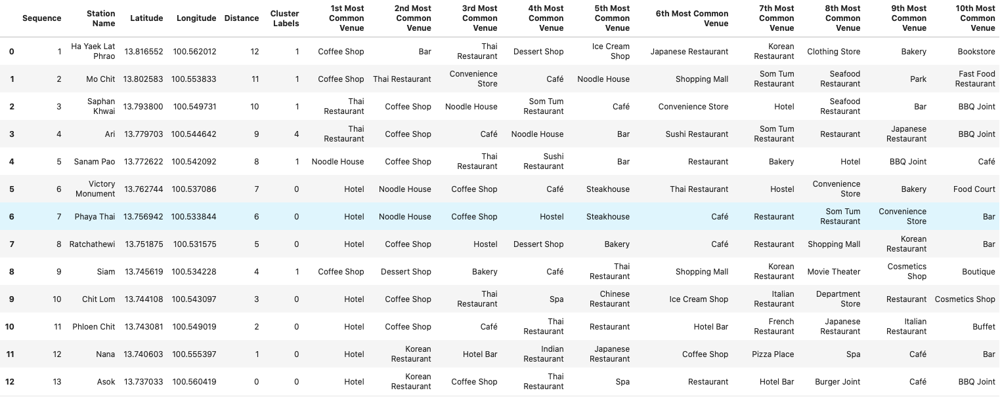 Sequence Station Name Latitude Longitude Distance Cluster Labels 1st Most Common Venue 2nd Most Common Venue 3rd Most Common Venue 4th Most Common Venue 5th Most Common Venue 6th Most Common Venue 7th Most Common Venue 8th Most Common Venue 9th Most Common Venue 10th Most Common Venue
0 1 Ha Yaek Lat Phrao 13.816552 100.562012 12 1 Coffee Shop Bar Thai Restaurant Dessert Shop Ice Cream Shop Japanese Restaurant Korean Restaurant Clothing Store Bakery Bookstore
1 2 Mo Chit 13.802583 100.553833 11 1 Coffee Shop Thai Restaurant Convenience Store Café Noodle House Shopping Mall Som Tum Restaurant Seafood Restaurant Park Fast Food Restaurant
2 3 Saphan Khwai 13.793800 100.549731 10 1 Thai Restaurant Coffee Shop Noodle House Som Tum Restaurant Café Convenience Store Hotel Seafood Restaurant Bar BBQ Joint
3 4 Ari 13.779703 100.544642 9 4 Thai Restaurant Coffee Shop Café Noodle House Bar Sushi Restaurant Som Tum Restaurant Restaurant Japanese Restaurant BBQ Joint
4 5 Sanam Pao 13.772622 100.542092 8 1 Noodle House Coffee Shop Thai Restaurant Sushi Restaurant Bar Restaurant Bakery Hotel BBQ Joint Café
5 6 Victory Monument 13.762744 100.537086 7 0 Hotel Noodle House Coffee Shop Café Steakhouse Thai Restaurant Hostel Convenience Store Bakery Food Court
6 7 Phaya Thai 13.756942 100.533844 6 0 Hotel Noodle House Coffee Shop Hostel Steakhouse Café Restaurant Som Tum Restaurant Convenience Store Bar
7 8 Ratchathewi 13.751875 100.531575 5 0 Hotel Coffee Shop Hostel Dessert Shop Bakery Café Restaurant Shopping Mall Korean Restaurant Bar
8 9 Siam 13.745619 100.534228 4 1 Coffee Shop Dessert Shop Bakery Café Thai Restaurant Shopping Mall Korean Restaurant Movie Theater Cosmetics Shop Boutique
9 10 Chit Lom 13.744108 100.543097 3 0 Hotel Coffee Shop Thai Restaurant Spa Chinese Restaurant Ice Cream Shop Italian Restaurant Department Store Restaurant Cosmetics Shop
10 11 Phloen Chit 13.743081 100.549019 2 0 Hotel Coffee Shop Café Thai Restaurant Restaurant Hotel Bar French Restaurant Japanese Restaurant Italian Restaurant Buffet
11 12 Nana 13.740603 100.555397 1 0 Hotel Korean Restaurant Hotel Bar Indian Restaurant Japanese Restaurant Coffee Shop Pizza Place Spa Café Bar
12 13 Asok 13.737033 100.560419 0 0 Hotel Korean Restaurant Coffee Shop Thai Restaurant Spa Restaurant Hotel Bar Burger Joint Café BBQ Joint